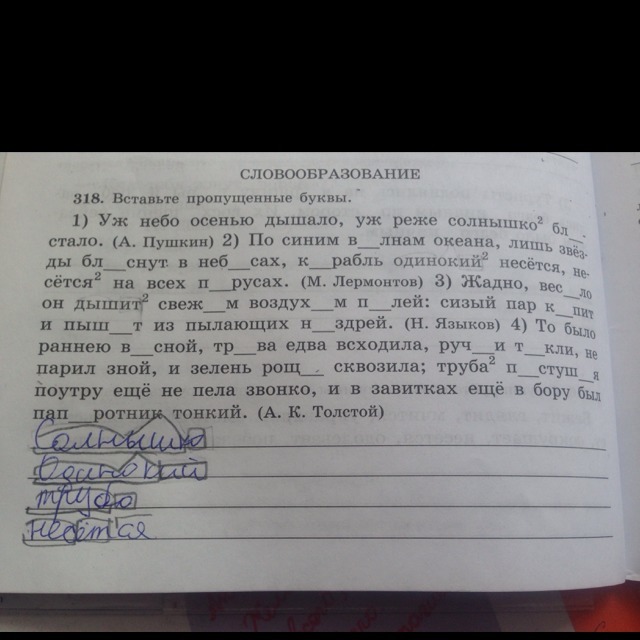 СЛОВООБРАЗОВАНИЕ
318. Вставьте пропущенные буквы.
1) Уж небо осенью дышало, уж реже солнышко² бл__-
стало. (А. Пушкин) 2) По синим в__лнам океана, лишь звёз-
ды бл__снут в неб__сах, к__рабль одинокий² несётся, не-
сётся² на всех п__русах. (М. Лермонтов) 3) Жадно, вес__ло
он дышит² свеж__м воздух__м п__лей: сизый пар к__пит
и пыш__т из пылающих н__здрей. (Н. Языков) 4) То было
раннею в__сной, тр__ва едва всходила, руч__и т__кли, не
парил зной, и зелень рощ__ сквозила; труба² п__стуш__я
поутру ещё не пела звонко, и в завитках ещё в бору был
пап__ротник тонкий. (А. К. Толстой)
Солнышко
Одинокий
труба
несётся